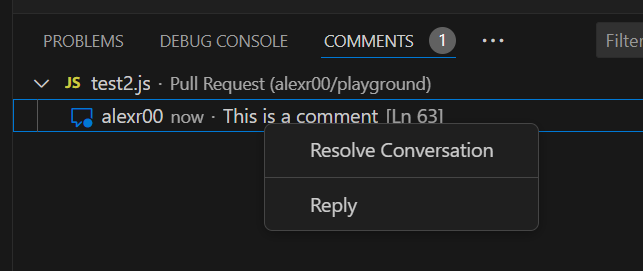 PROBLEMS DEBUG CONSOLE COMMENTS 1 ... Filter
JS test2.js · Pull Request (alexr00/playground)
alexr00 now · This is a comment [Ln 63]
Resolve Conversation
Reply